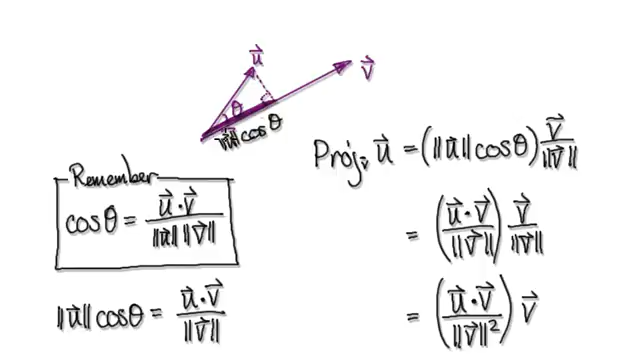 u⃗
v⃗
θ
‖u⃗‖ cos θ
Proj_v⃗ u⃗ = (‖u⃗‖ cos θ) v⃗/‖v⃗‖
Remember
cos θ = u⃗·v⃗/‖u⃗‖ ‖v⃗‖
= (u⃗·v⃗/‖v⃗‖) v⃗/‖v⃗‖
‖u⃗‖ cos θ = u⃗·v⃗/‖v⃗‖
= (u⃗·v⃗/‖v⃗‖²) v⃗